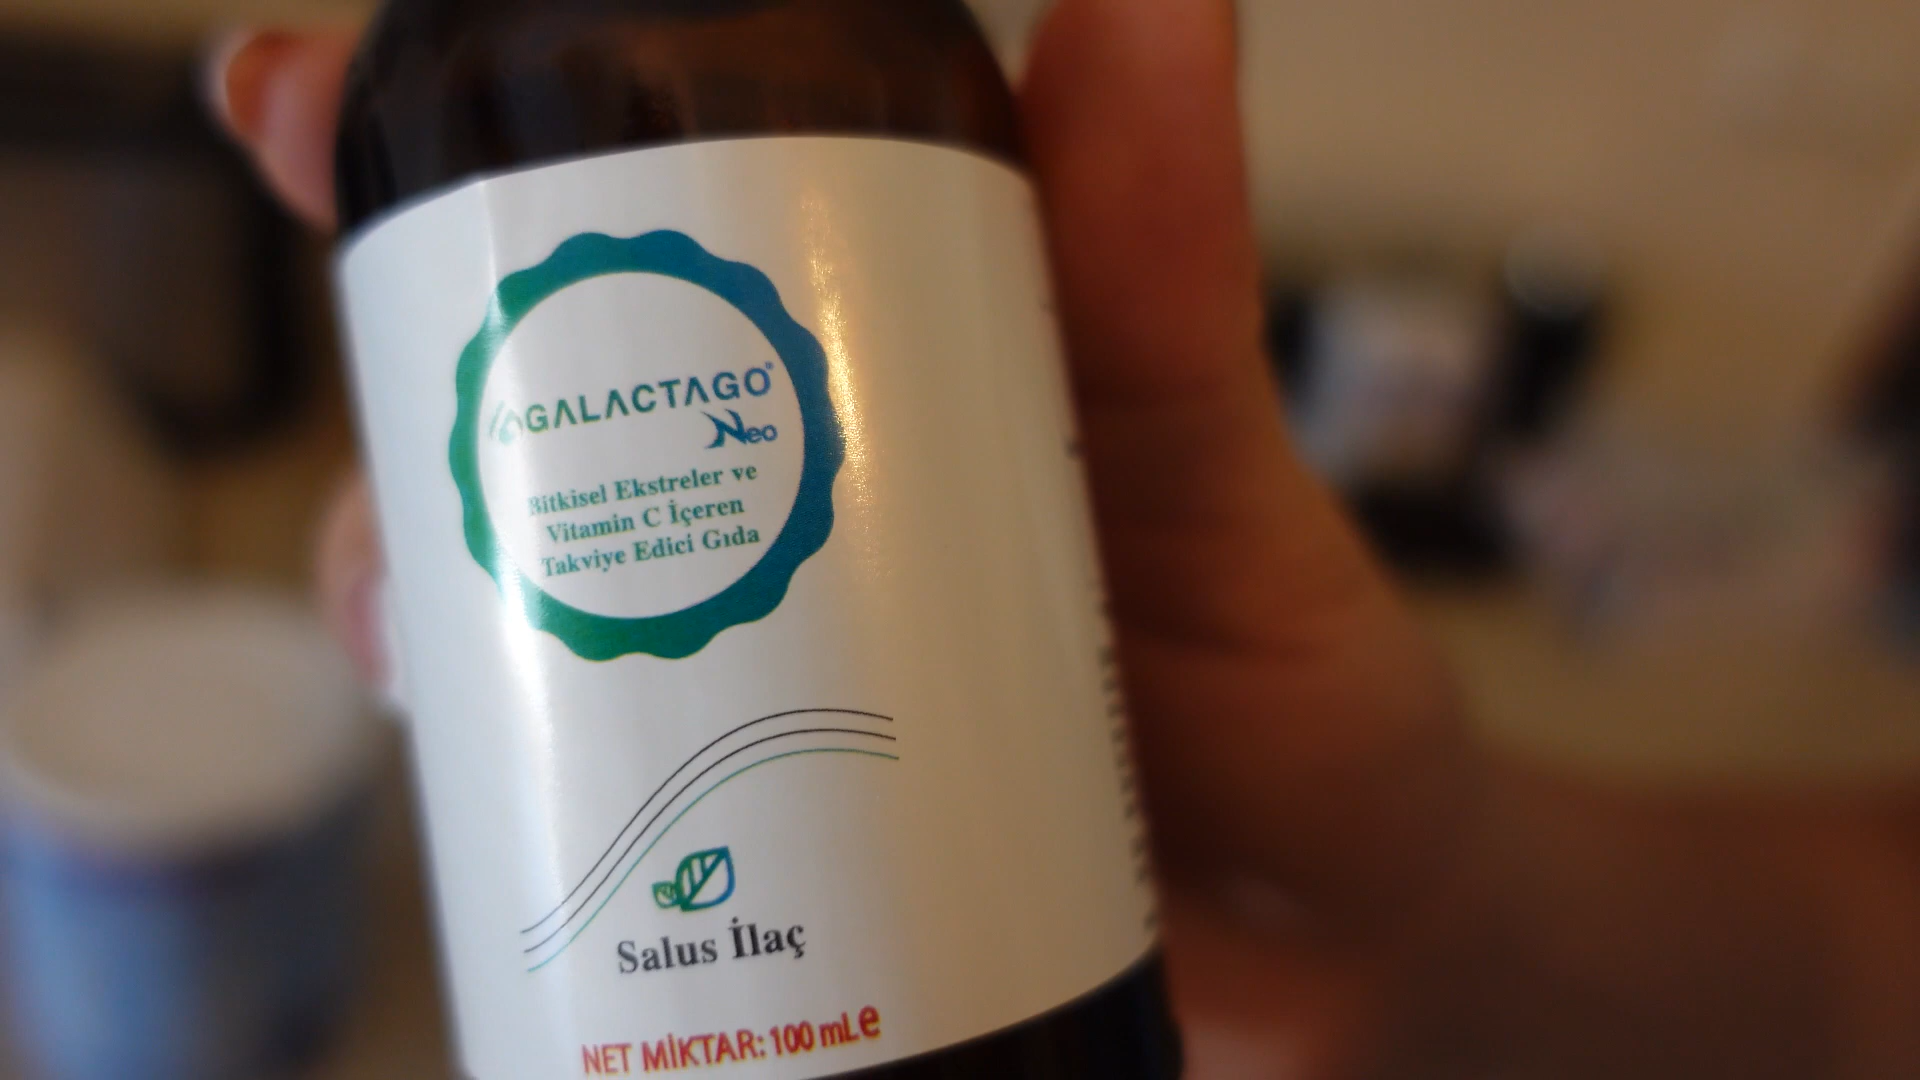 GALACTAGO®
Neo
Bitkisel Ekstreler ve
Vitamin C İçeren
Takviye Edici Gıda
Salus İlaç
NET MİKTAR: 100 mL e